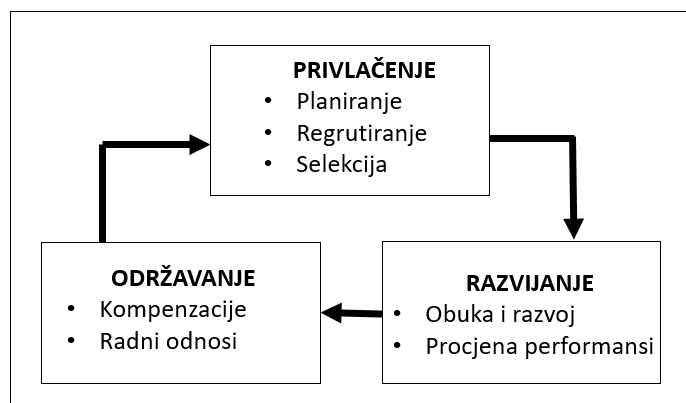 PRIVLAČENJE
• Planiranje
• Regrutiranje
• Selekcija
ODRŽAVANJE
• Kompenzacije
• Radni odnosi
RAZVIJANJE
• Obuka i razvoj
• Procjena performansi